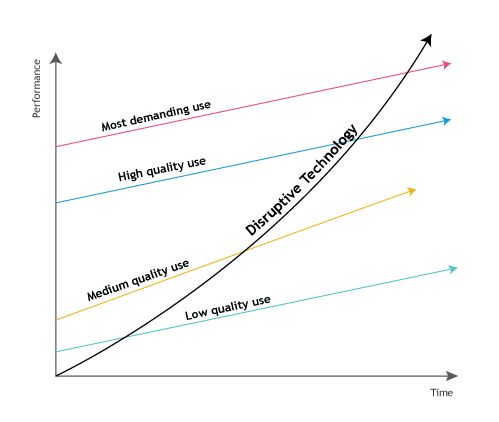 Performance
Most demanding use
High quality use
Disruptive Technology
Medium quality use
Low quality use
Time